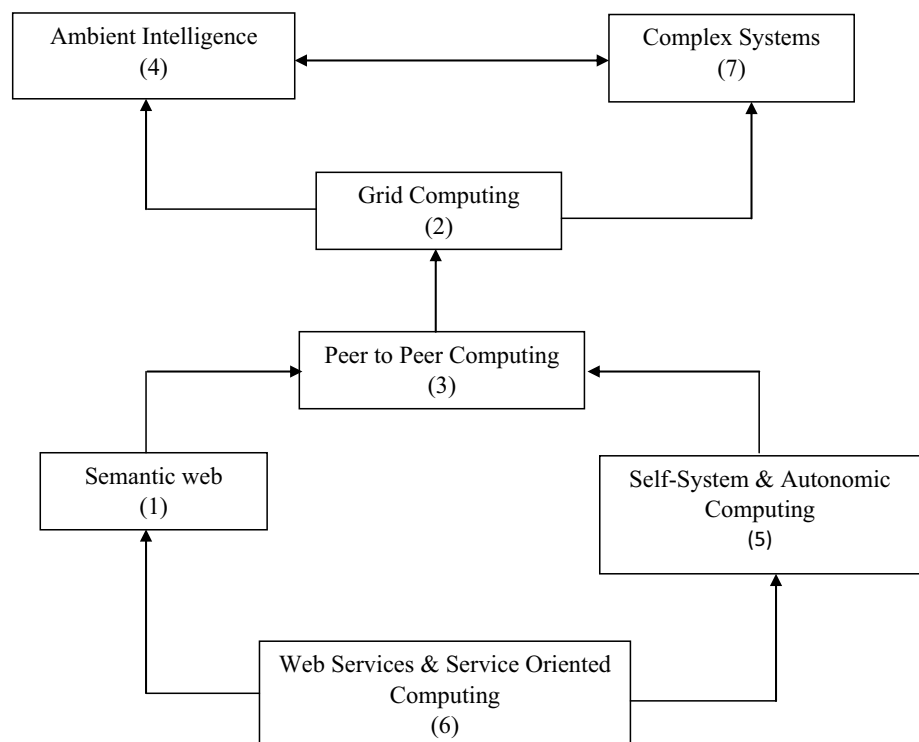 Ambient Intelligence
(4)
Complex Systems
(7)
Grid Computing
(2)
Peer to Peer Computing
(3)
Semantic web
(1)
Self-System & Autonomic
Computing
(5)
Web Services & Service Oriented
Computing
(6)